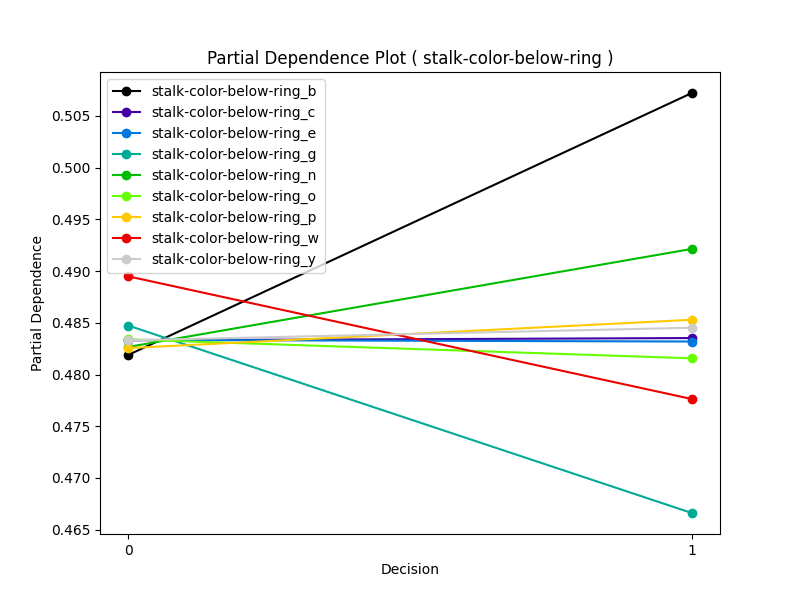 Partial Dependence Plot ( stalk-color-below-ring )
stalk-color-below-ring_b
stalk-color-below-ring_c
stalk-color-below-ring_e
stalk-color-below-ring_g
stalk-color-below-ring_n
stalk-color-below-ring_o
stalk-color-below-ring_p
stalk-color-below-ring_w
stalk-color-below-ring_y
Partial Dependence
0.505
0.500
0.495
0.490
0.485
0.480
0.475
0.470
0.465
0 1
Decision